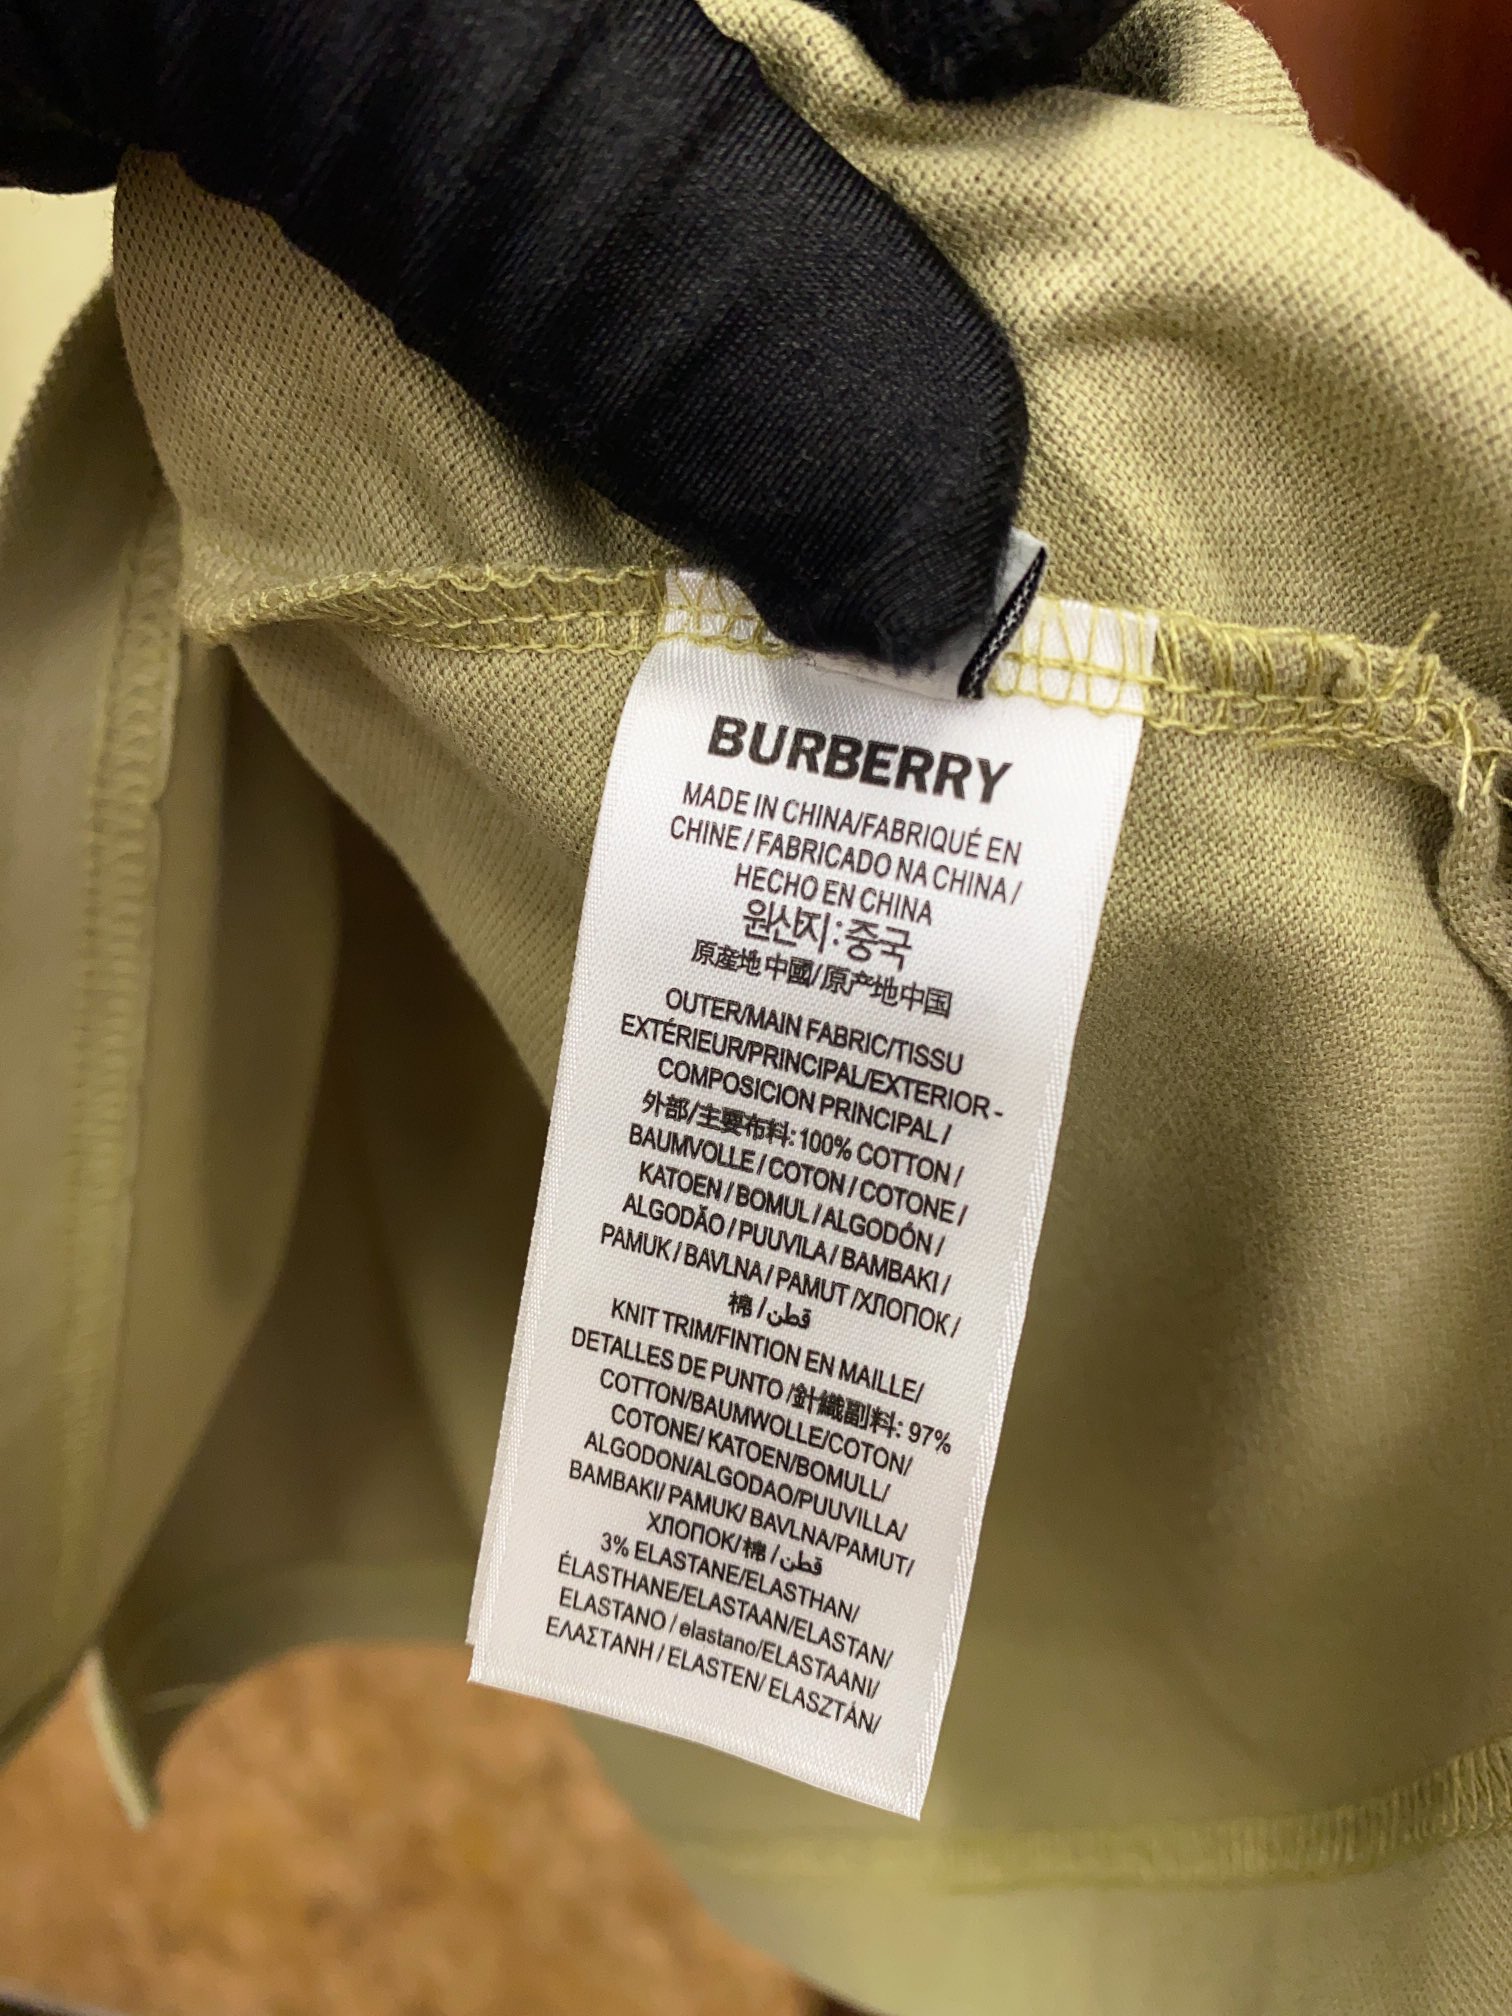 BURBERRY
MADE IN CHINA/FABRIQUÉ EN
CHINE / FABRICADO NA CHINA /
HECHO EN CHINA
원산지 : 중국
原産地 中國/ 原产地中国
OUTER/MAIN FABRIC/TISSU
EXTÉRIEUR/PRINCIPAL/EXTERIOR -
COMPOSICION PRINCIPAL /
外部/主要布料: 100% COTTON /
BAUMVOLLE / COTON / COTONE /
KATOEN / BOMUL / ALGODÓN /
ALGODÃO / PUUVILA / BAMBAKI /
PAMUK / BAVLNA / PAMUT /ХЛОПОК /
棉 / قطن
KNIT TRIM/FINTION EN MAILLE/
DETALLES DE PUNTO /針織副料: 97%
COTTON/BAUMWOLLE/COTON/
COTONE/ KATOEN/BOMULL/
ALGODON/ALGODAO/PUUVILLA/
BAMBAKI/ PAMUK/ BAVLNA/PAMUT/
ХЛОПОК/棉 / قطن
3% ELASTANE/ELASTHAN/
ÉLASTHANE/ELASTAAN/ELASTAN/
ELASTANO / elastano/ELASTAANI/
ΕΛΑΣΤΑΝΗ / ELASTEN/ ELASZTÁN/